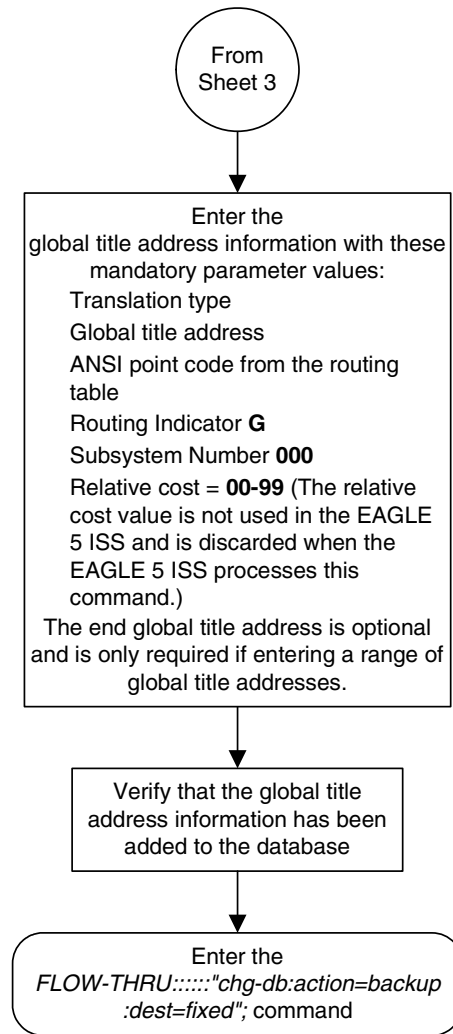 From
Sheet 3
Enter the
global title address information with these
mandatory parameter values:
Translation type
Global title address
ANSI point code from the routing
table
Routing Indicator G
Subsystem Number 000
Relative cost = 00-99 (The relative
cost value is not used in the EAGLE
5 ISS and is discarded when the
EAGLE 5 ISS processes this
command.)
The end global title address is optional
and is only required if entering a range of
global title addresses.
Verify that the global title
address information has been
added to the database
Enter the
FLOW-THRU::::::"chg-db:action=backup
:dest=fixed"; command